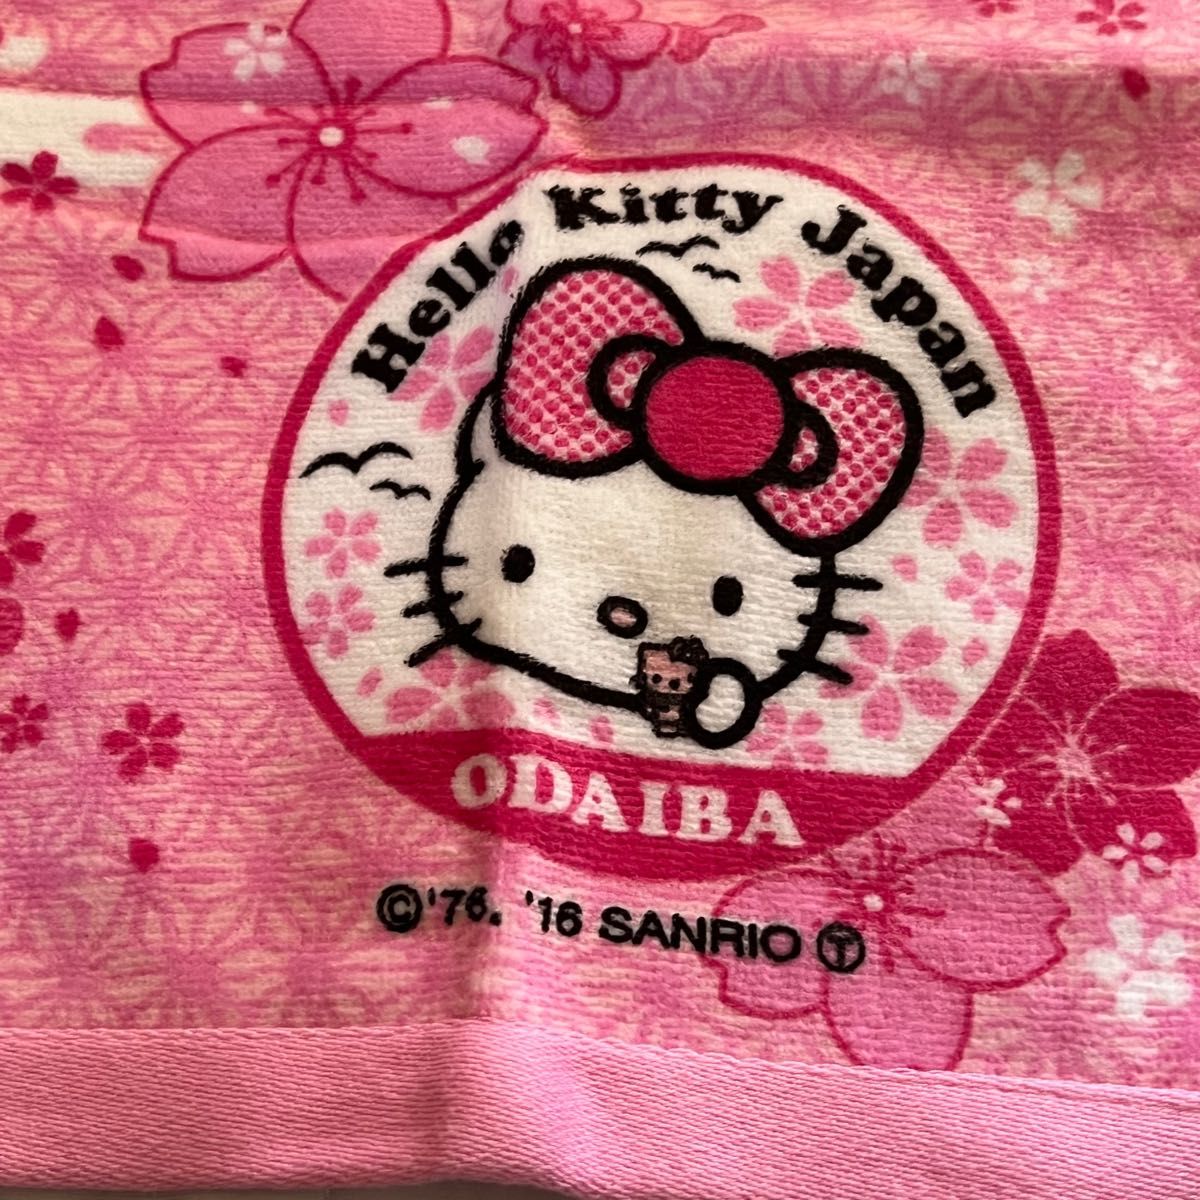 Hello Kitty Japan
ODAIBA
©'76, '16 SANRIO Ⓣ